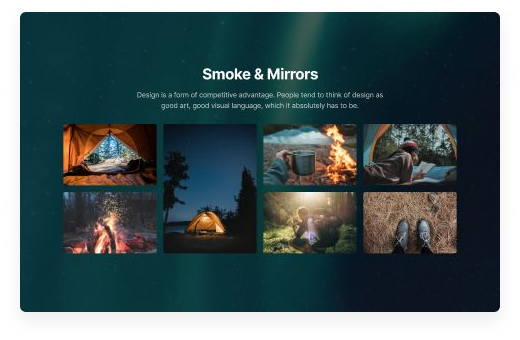 Smoke & Mirrors
Design is a form of competitive advantage. People tend to think of design as
good art, good visual language, which it absolutely has to be.